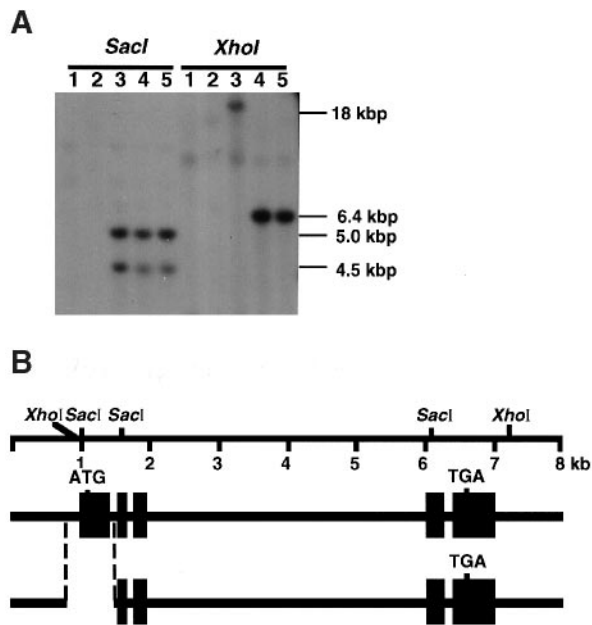 A
SacI XhoI
1 2 3 4 5 1 2 3 4 5
18 kbp
6.4 kbp
5.0 kbp
4.5 kbp
B
XhoI SacI SacI SacI XhoI
1 2 3 4 5 6 7 8 kb
ATG TGA
TGA